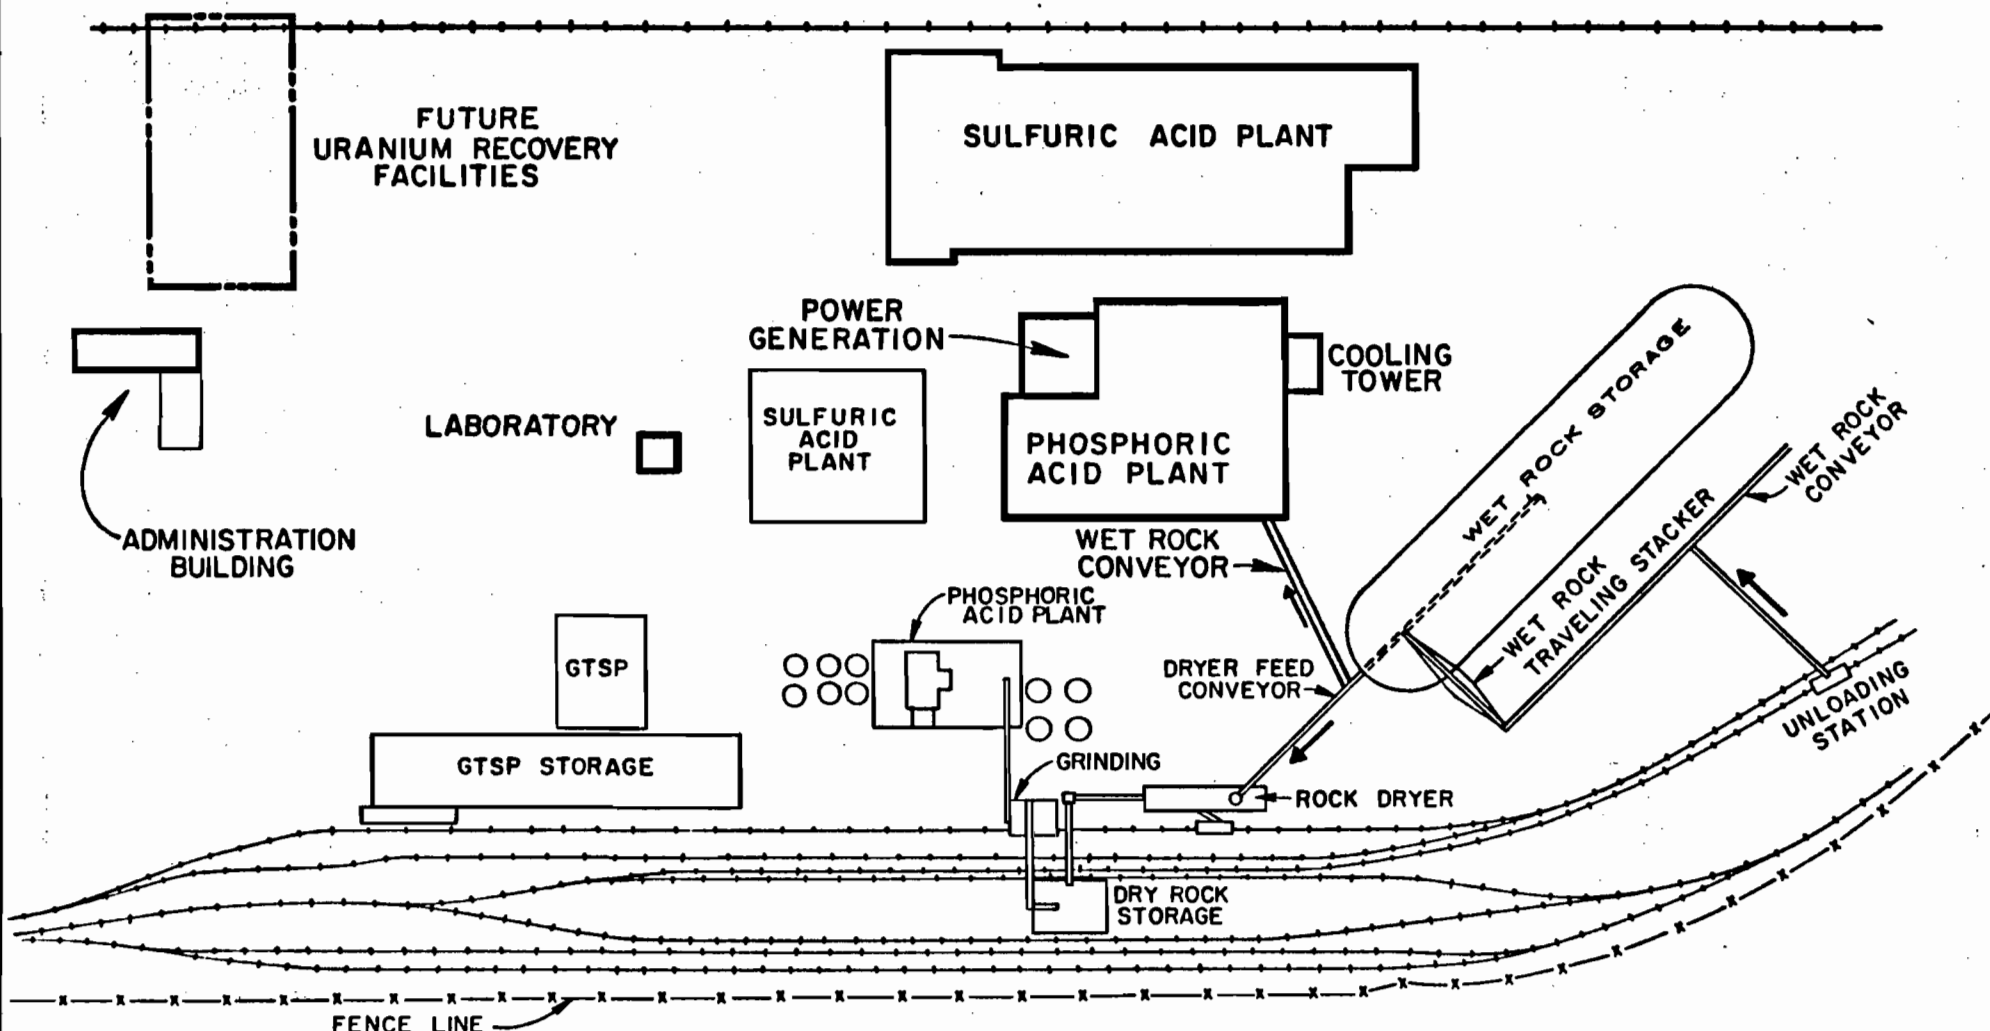 FUTURE
URANIUM RECOVERY
FACILITIES
SULFURIC ACID PLANT
POWER
GENERATION
COOLING
TOWER
WET ROCK STORAGE
WET ROCK
CONVEYOR
LABORATORY
SULFURIC
ACID
PLANT
PHOSPHORIC
ACID PLANT
ADMINISTRATION
BUILDING
WET ROCK
CONVEYOR
WET ROCK
TRAVELING STACKER
PHOSPHORIC
ACID PLANT
GTSP
DRYER FEED
CONVEYOR
UNLOADING
STATION
GTSP STORAGE
GRINDING
ROCK DRYER
DRY ROCK
STORAGE
FENCE LINE